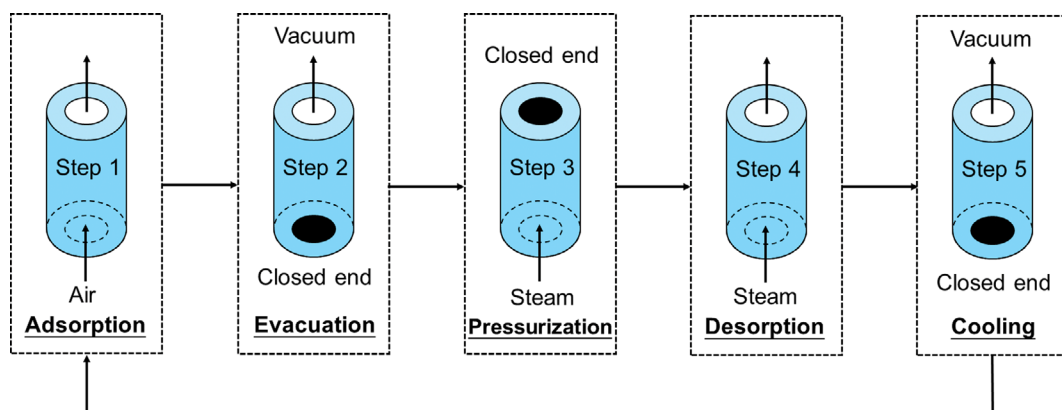 Step 1
Air
Adsorption
Vacuum
Step 2
Closed end
Evacuation
Closed end
Step 3
Steam
Pressurization
Step 4
Steam
Desorption
Vacuum
Step 5
Closed end
Cooling